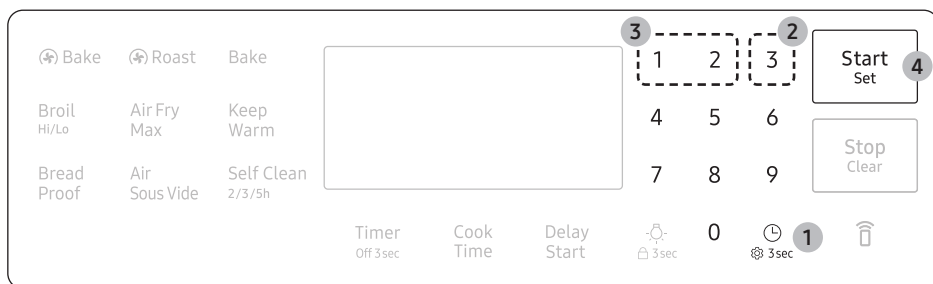 3
2
Bake
Roast
Bake
1
2
3
Start
Set
4
Broil
Hi/Lo
Air Fry
Max
Keep
Warm
4
5
6
Stop
Clear
Bread
Proof
Air
Sous Vide
Self Clean
2/3/5h
7
8
9
Timer
Off 3 sec
Cook
Time
Delay
Start
3 sec
0
3 sec
1